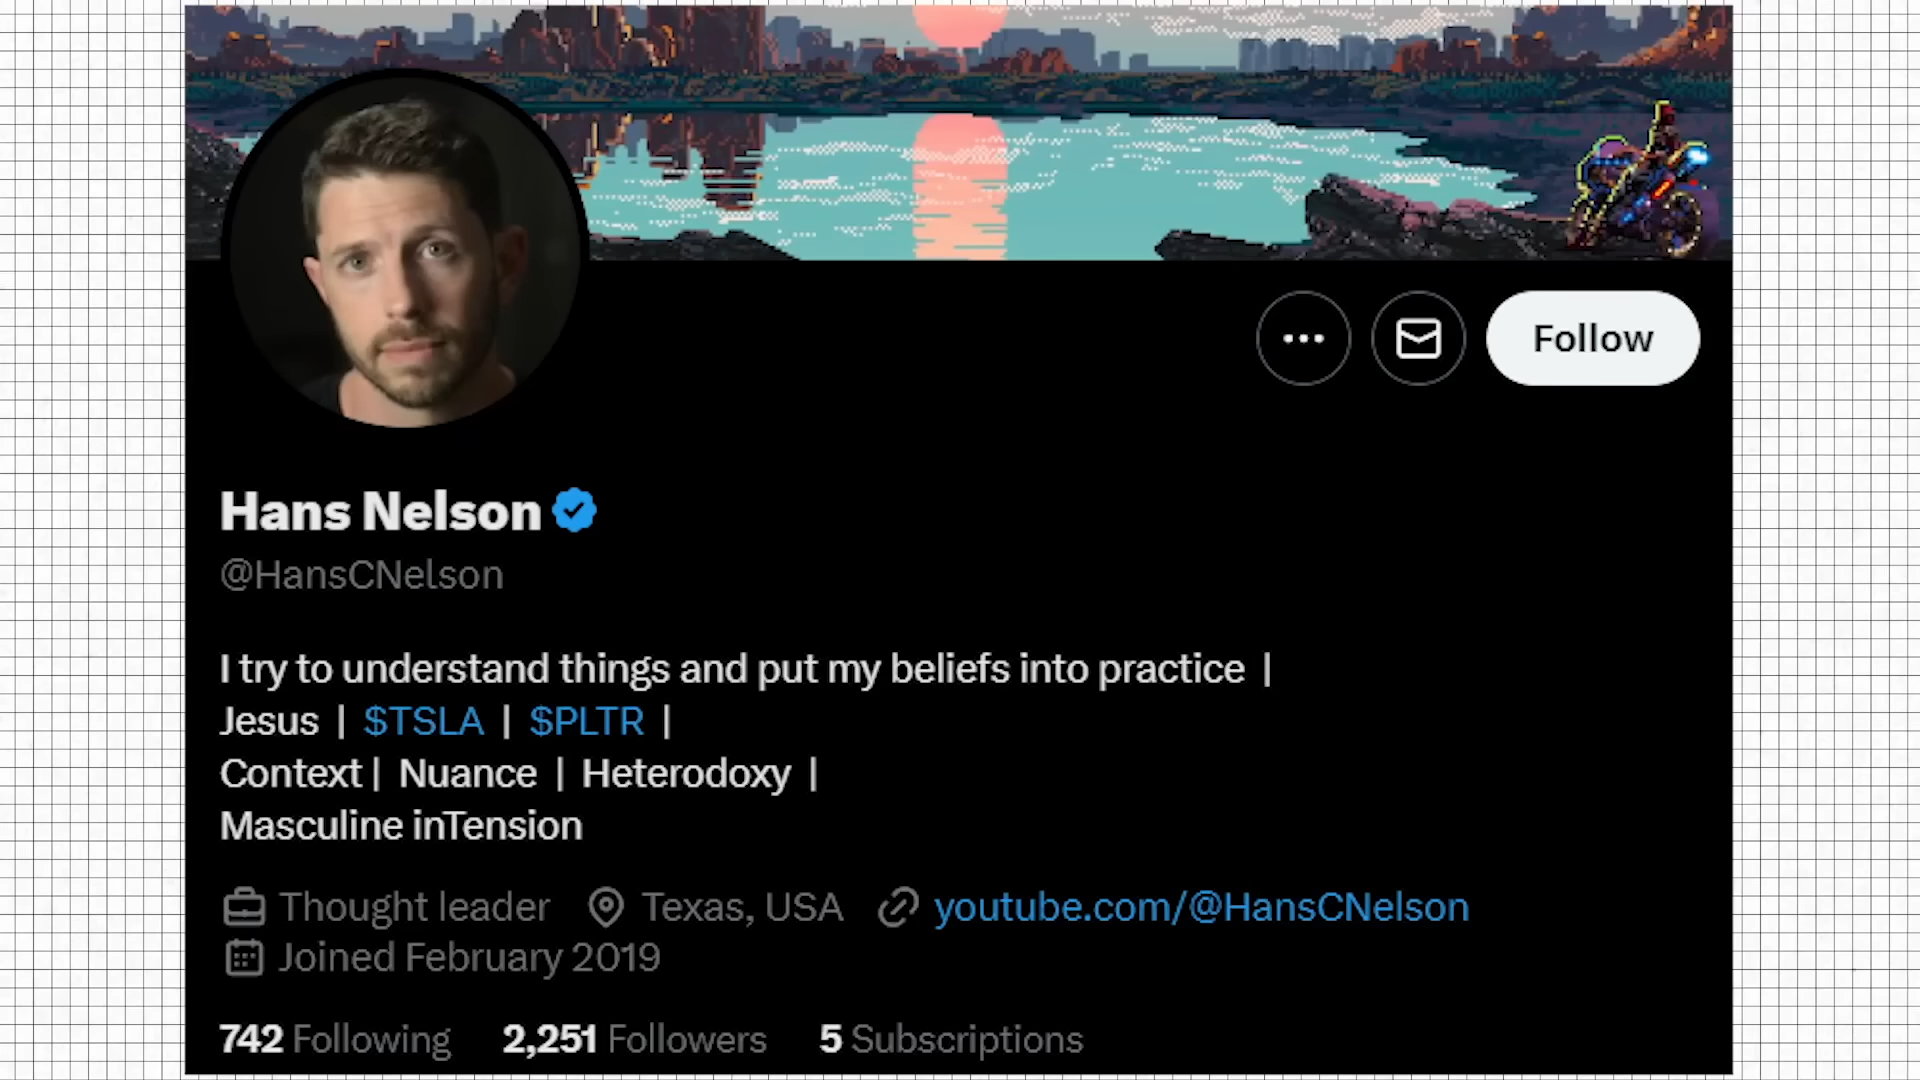 Follow
Hans Nelson
@HansCNelson
I try to understand things and put my beliefs into practice |
Jesus | $TSLA | $PLTR |
Context | Nuance | Heterodoxy |
Masculine inTension
Thought leader Texas, USA youtube.com/@HansCNelson
Joined February 2019
742 Following 2,251 Followers 5 Subscriptions